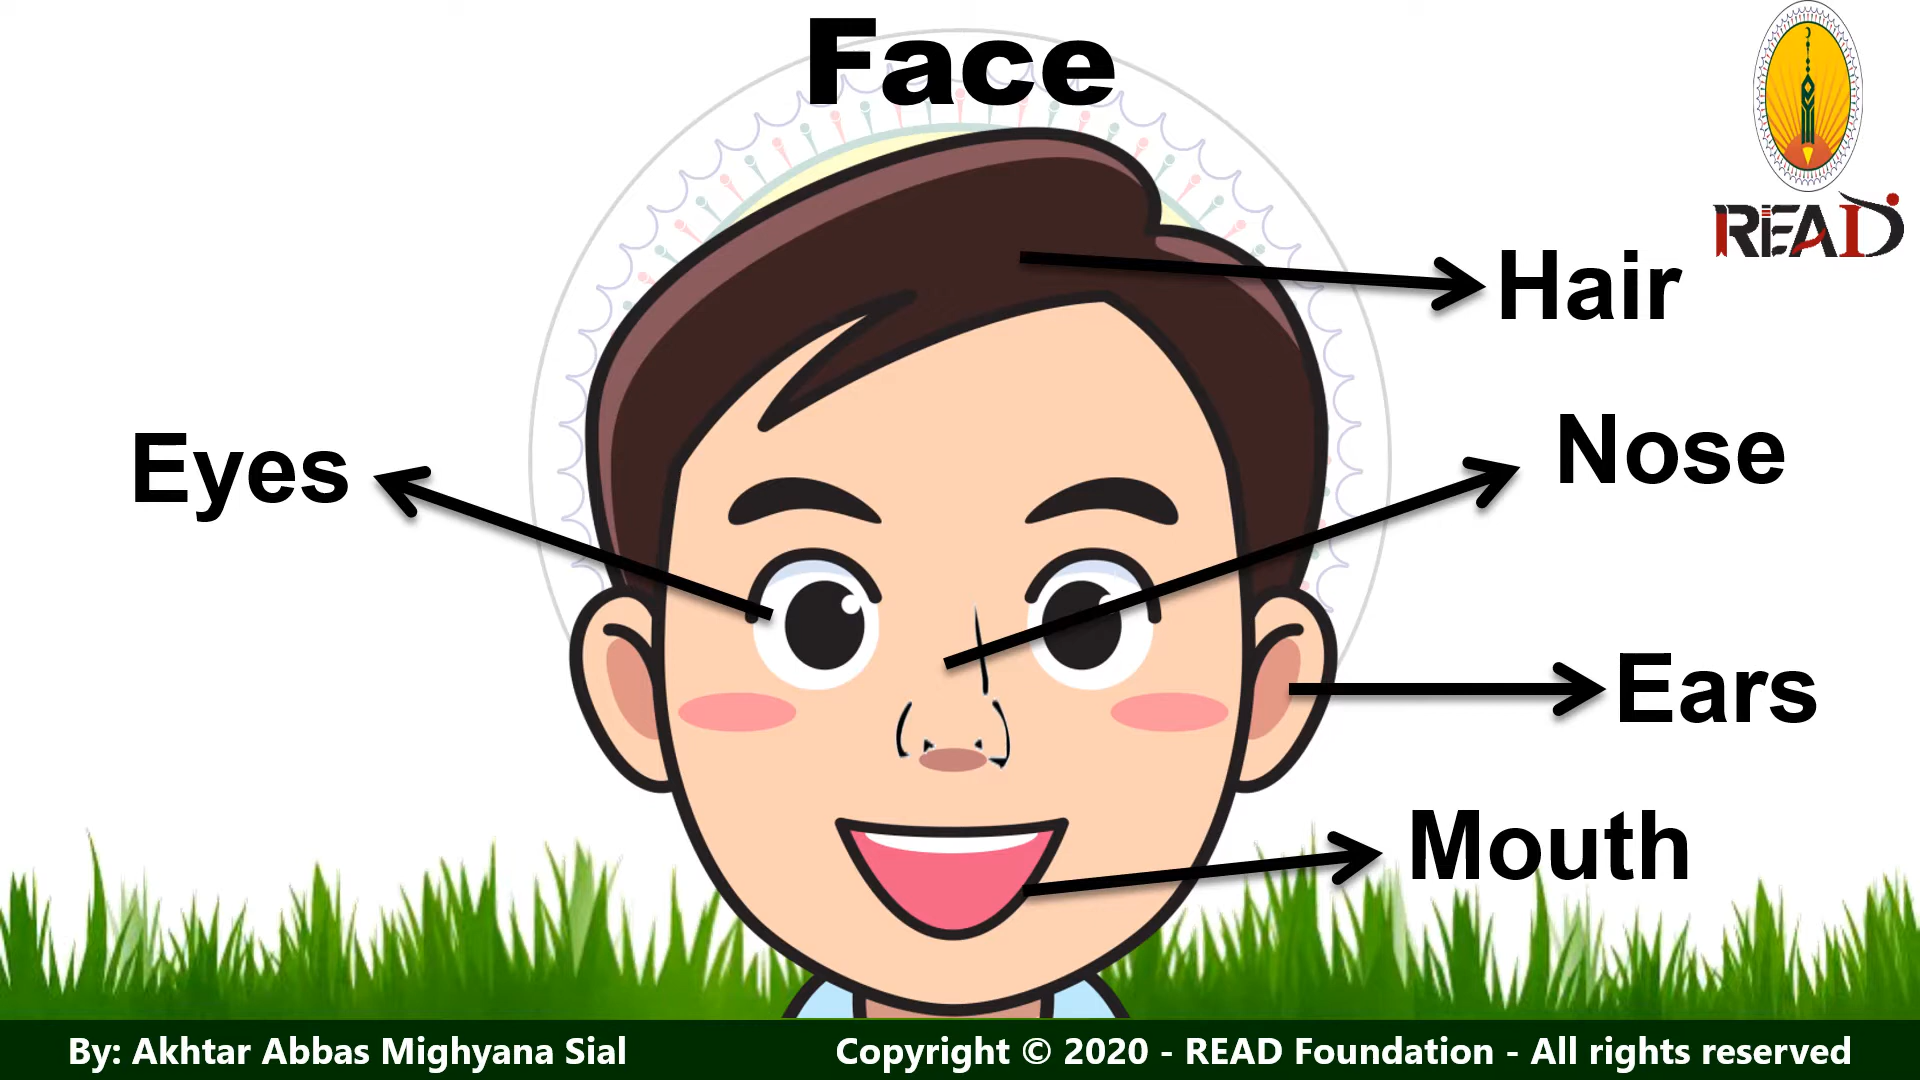 Face
READ
Hair
Nose
Eyes
Ears
Mouth
By: Akhtar Abbas Mighyana Sial
Copyright © 2020 - READ Foundation - All rights reserved